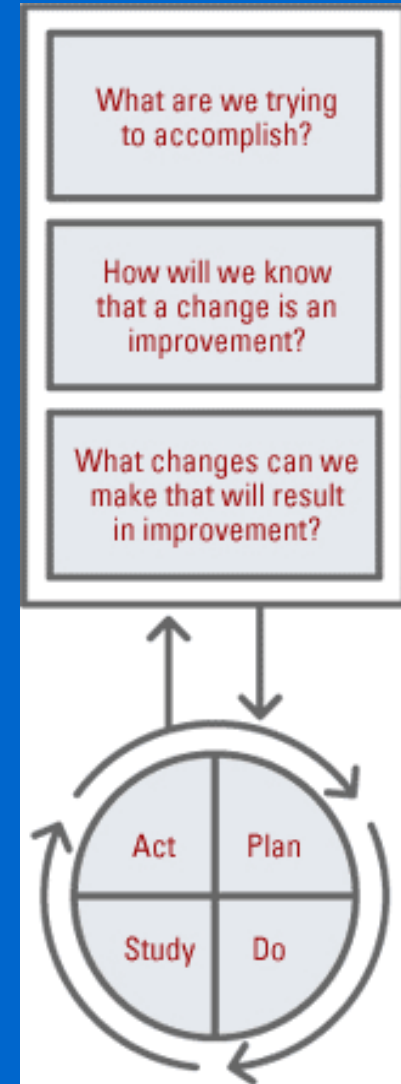 What are we trying
to accomplish?
How will we know
that a change is an
improvement?
What changes can we
make that will result
in improvement?
Act
Plan
Study
Do